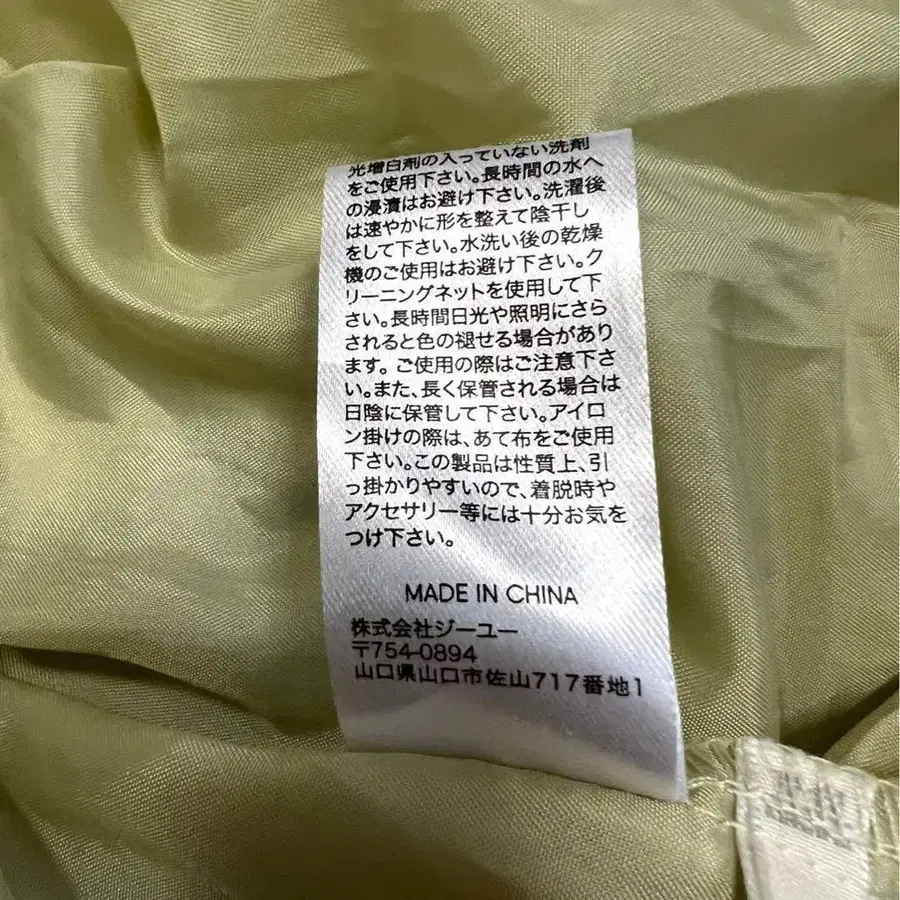 光増白剤の入っていない洗剤
をご使用下さい。長時間の水へ
の浸漬はお避け下さい。洗濯後
は速やかに形を整えて陰干し
をして下さい。水洗い後の乾燥
機のご使用はお避け下さい。ク
リーニングネットを使用して下
さい。長時間日光や照明にさら
されると色の褪せる場合があり
ます。ご使用の際はご注意下さ
い。また、長く保管される場合は
日陰に保管して下さい。アイロ
ン掛けの際は、あて布をご使用
下さい。この製品は性質上、引
っ掛かりやすいので、着脱時や
アクセサリー等には十分お気を
つけ下さい。
MADE IN CHINA
株式会社ジーユー
〒754-0894
山口県山口市佐山717番地1